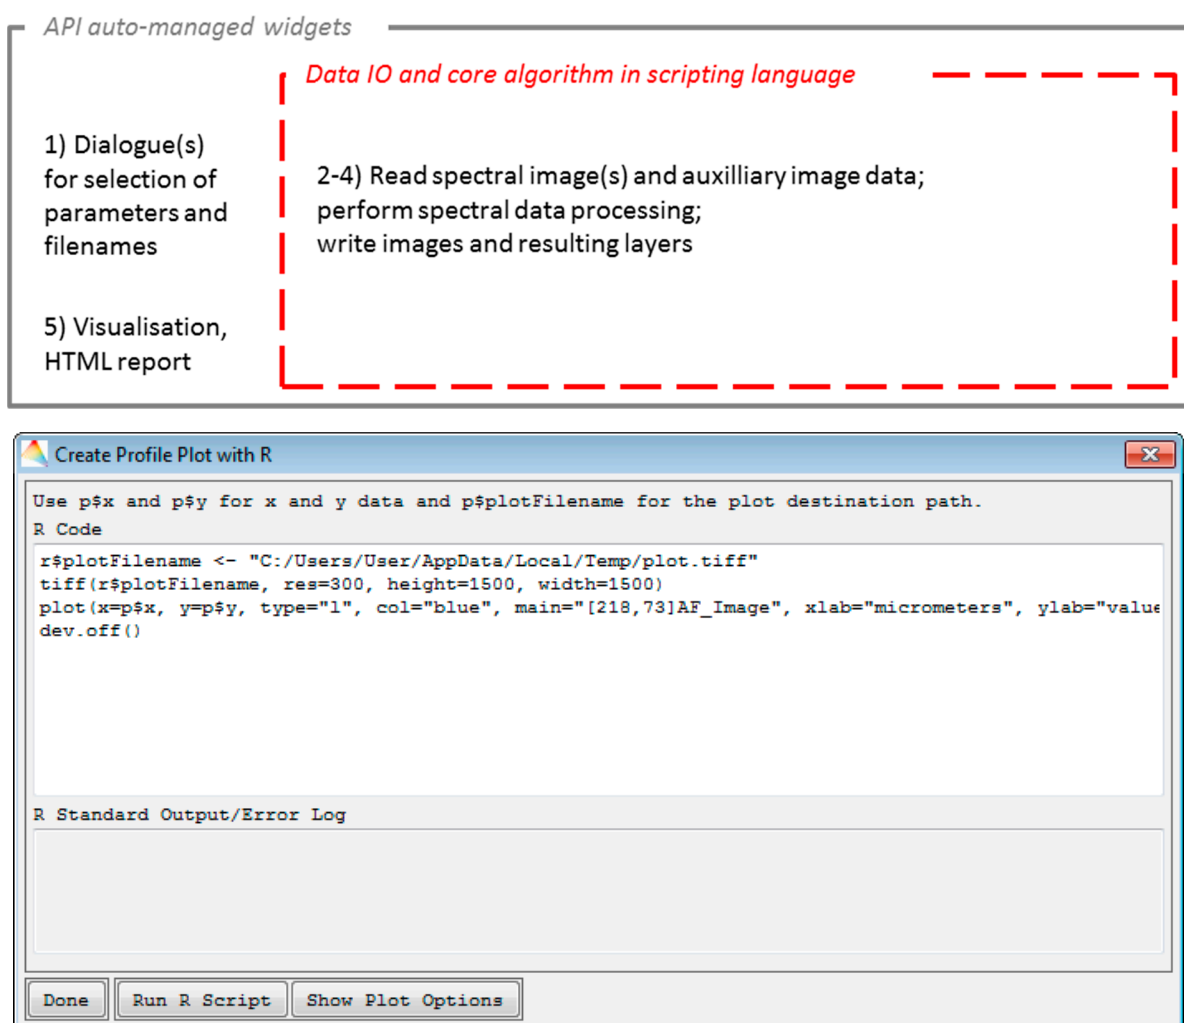 API auto-managed widgets
Data IO and core algorithm in scripting language
1) Dialogue(s)
for selection of
parameters and
filenames
2-4) Read spectral image(s) and auxilliary image data;
perform spectral data processing;
write images and resulting layers
5) Visualisation,
HTML report
Create Profile Plot with R
Use p$x and p$y for x and y data and p$plotFilename for the plot destination path.
R Code
r$plotFilename <- "C:/Users/User/AppData/Local/Temp/plot.tiff"
tiff(r$plotFilename, res=300, height=1500, width=1500)
plot(x=p$x, y=p$y, type="l", col="blue", main="[218,73]AF_Image", xlab="micrometers", ylab="value
dev.off()
R Standard Output/Error Log
Done
Run R Script
Show Plot Options